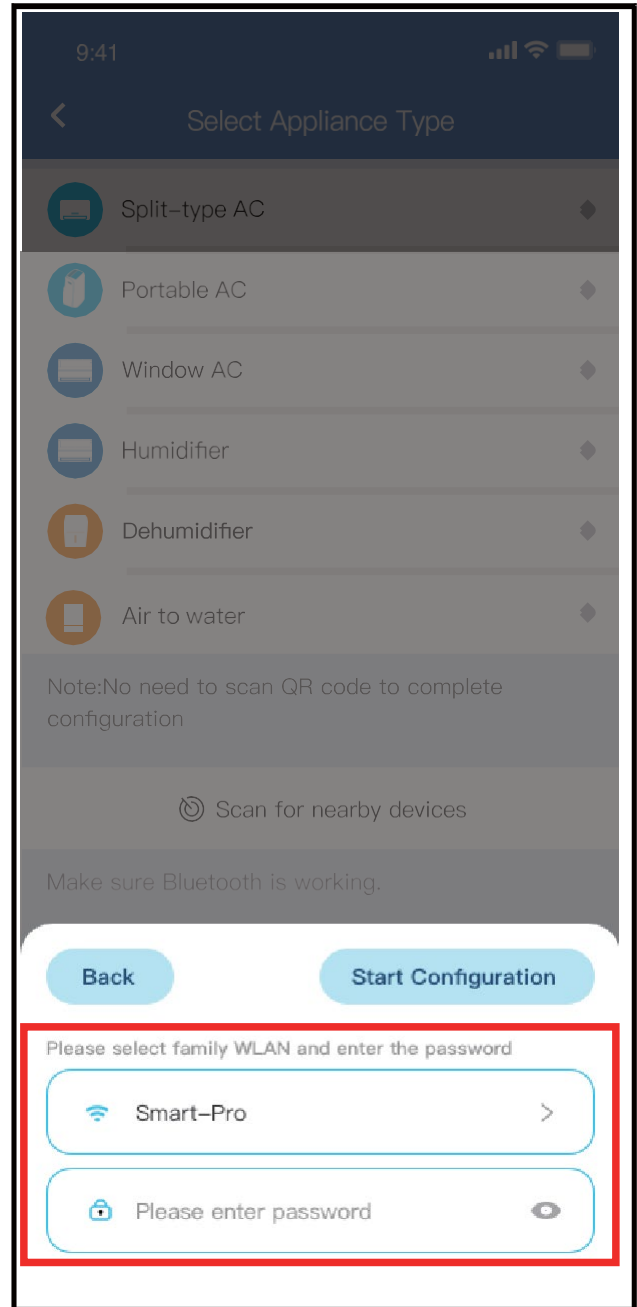 9:41
Select Appliance Type
Split-type AC
Portable AC
Window AC
Humidifier
Dehumidifier
Air to water
Note:No need to scan QR code to complete
configuration
Scan for nearby devices
Make sure Bluetooth is working.
Back
Start Configuration
Please select family WLAN and enter the password
Smart-Pro
Please enter password